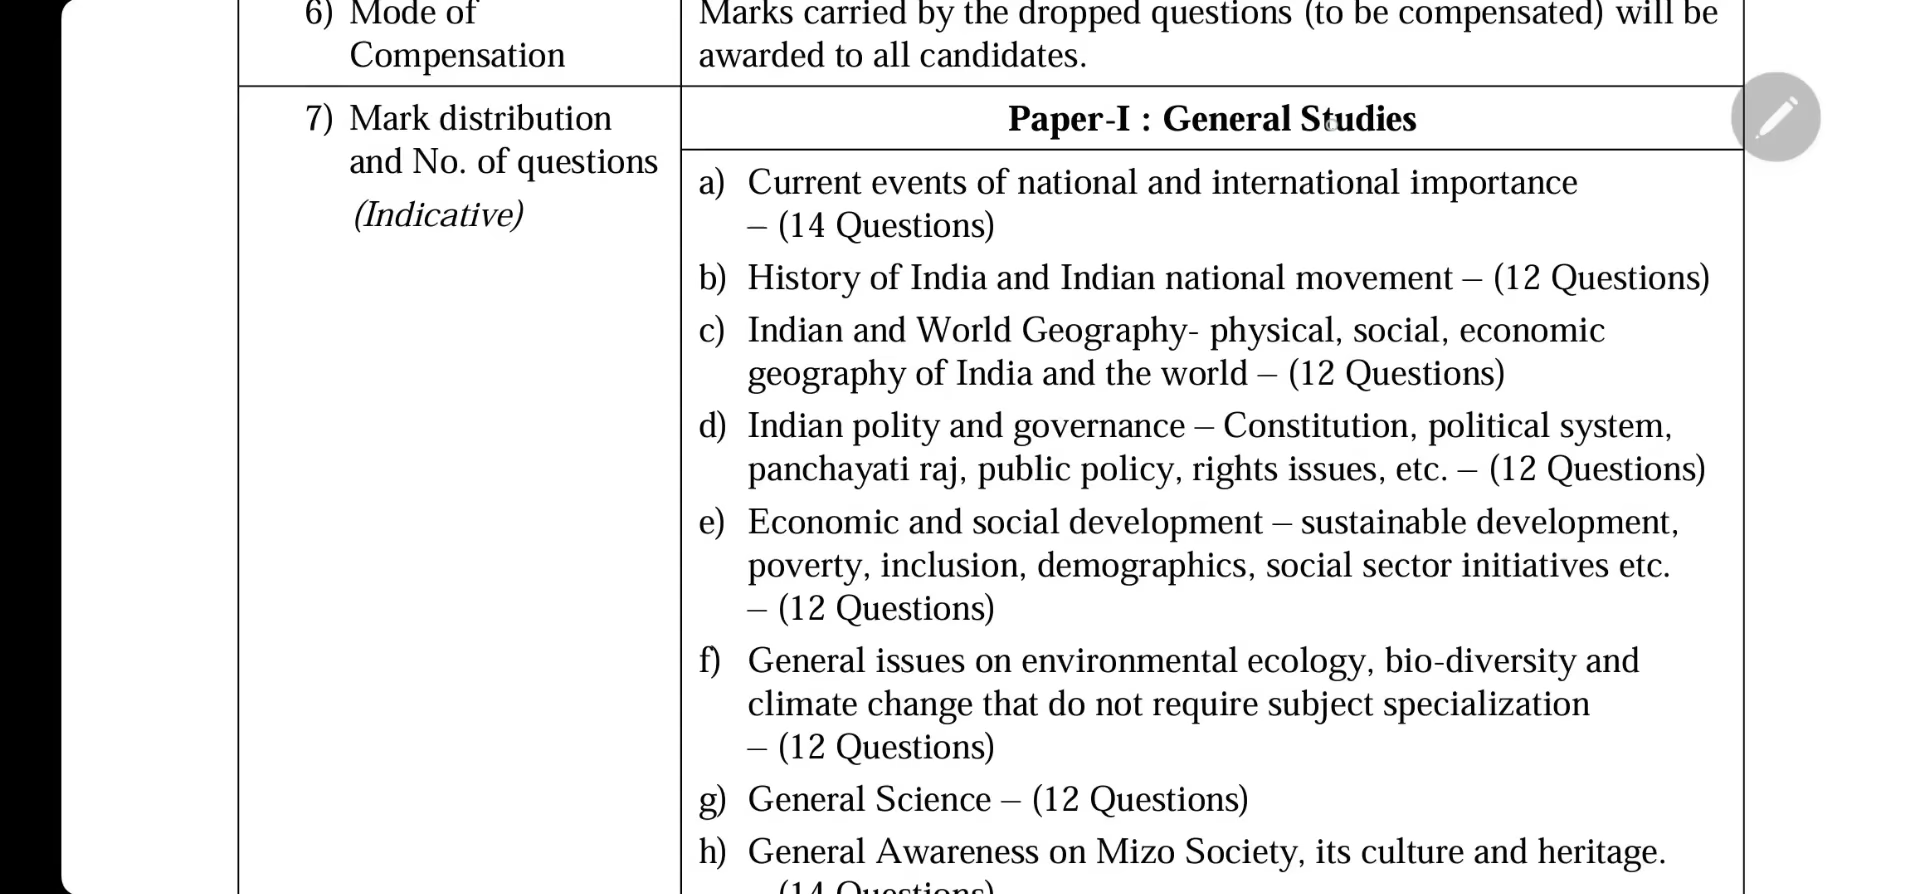 6) Mode of
Compensation
Marks carried by the dropped questions (to be compensated) will be
awarded to all candidates.
7) Mark distribution
and No. of questions
(Indicative)
Paper-I : General Studies
a) Current events of national and international importance
– (14 Questions)
b) History of India and Indian national movement – (12 Questions)
c) Indian and World Geography- physical, social, economic
geography of India and the world – (12 Questions)
d) Indian polity and governance – Constitution, political system,
panchayati raj, public policy, rights issues, etc. – (12 Questions)
e) Economic and social development – sustainable development,
poverty, inclusion, demographics, social sector initiatives etc.
– (12 Questions)
f) General issues on environmental ecology, bio-diversity and
climate change that do not require subject specialization
– (12 Questions)
g) General Science – (12 Questions)
h) General Awareness on Mizo Society, its culture and heritage.
(14 Questions)